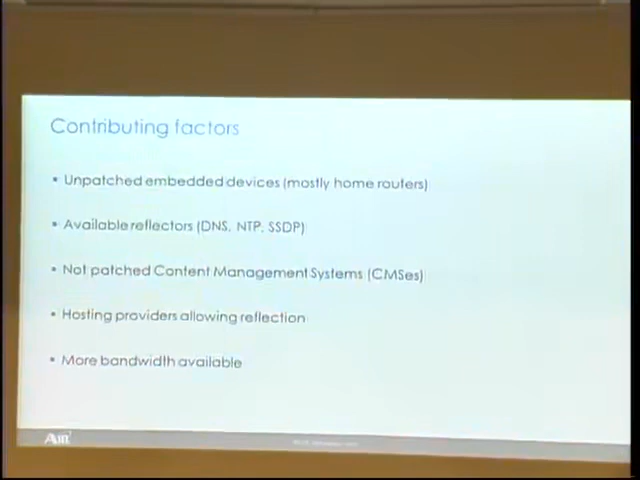 Contributing factors
• Unpatched embedded devices (mostly home routers)
• Available reflectors (DNS, NTP, SSDP)
• Not patched Content Management Systems (CMSes)
• Hosting providers allowing reflection
• More bandwidth available